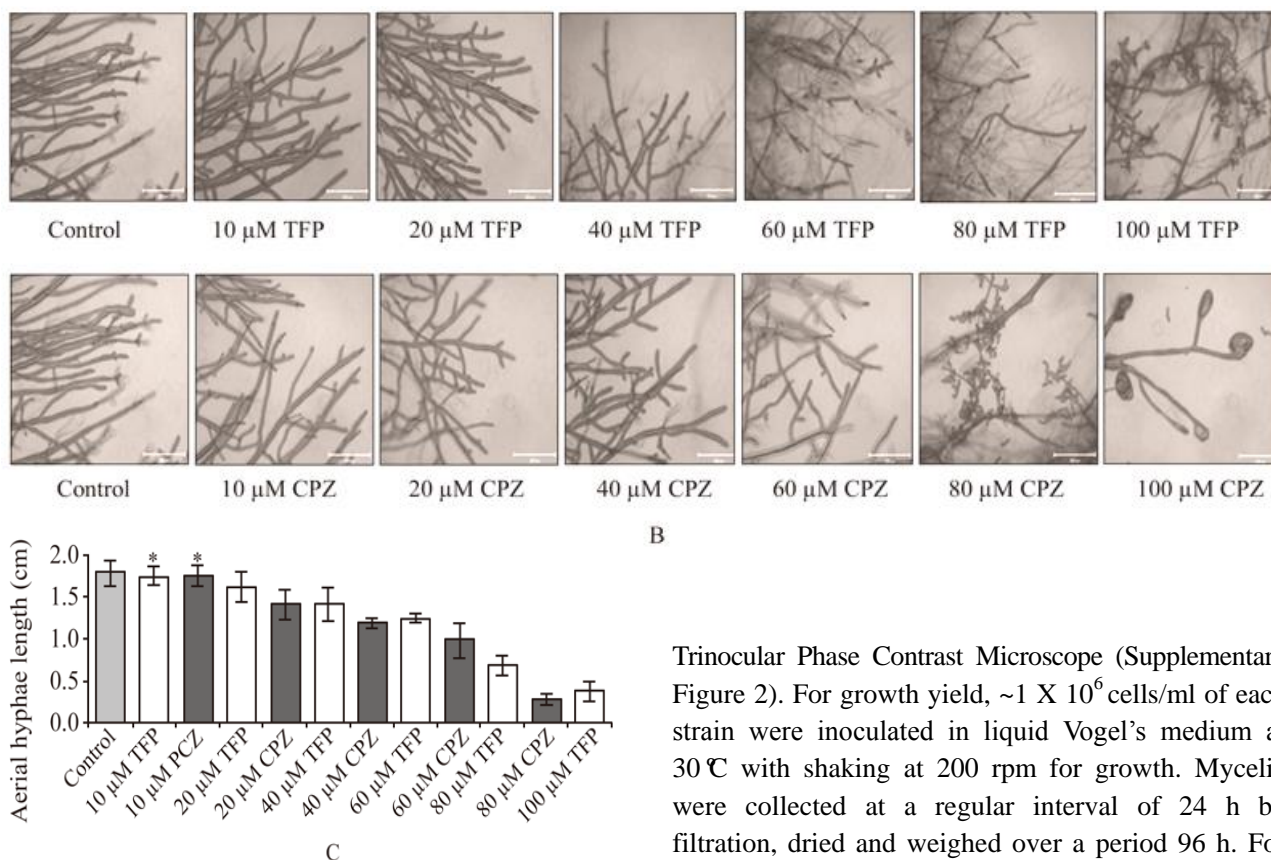 Control 10 µM TFP 20 µM TFP 40 µM TFP 60 µM TFP 80 µM TFP 100 µM TFP
Control 10 µM CPZ 20 µM CPZ 40 µM CPZ 60 µM CPZ 80 µM CPZ 100 µM CPZ
B
Aerial hyphae length (cm)
2.0
1.5
1.0
0.5
0.0
* *
Control 10 µM TFP 10 µM PCZ 20 µM TFP 20 µM CPZ 40 µM TFP 40 µM CPZ 60 µM TFP 60 µM CPZ 80 µM TFP 80 µM CPZ 100 µM TFP
C
Trinocular Phase Contrast Microscope (Supplementar
Figure 2). For growth yield, ~1 X 10⁶ cells/ml of eac
strain were inoculated in liquid Vogel’s medium a
30 ℃ with shaking at 200 rpm for growth. Myceli
were collected at a regular interval of 24 h b
filtration, dried and weighed over a period 96 h. Fo